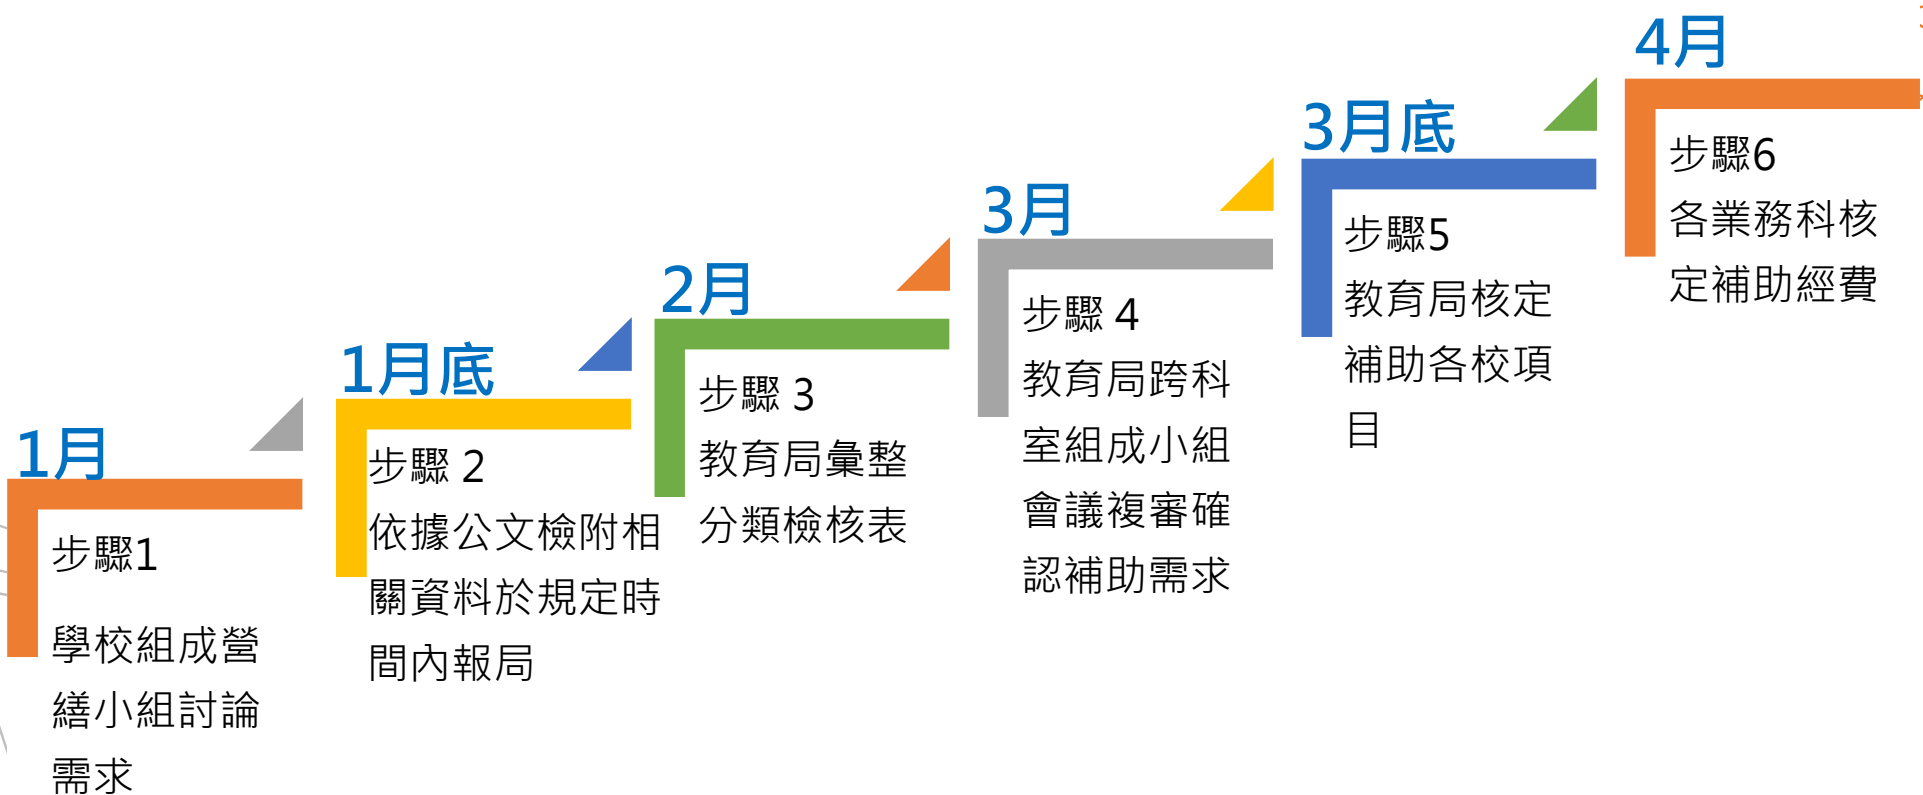 1月
步驟1
學校組成營
繕小組討論
需求
1月底
步驟 2
依據公文檢附相
關資料於規定時
間內報局
2月
步驟 3
教育局彙整
分類檢核表
3月
步驟 4
教育局跨科
室組成小組
會議複審確
認補助需求
3月底
步驟5
教育局核定
補助各校項
目
4月
步驟6
各業務科核
定補助經費